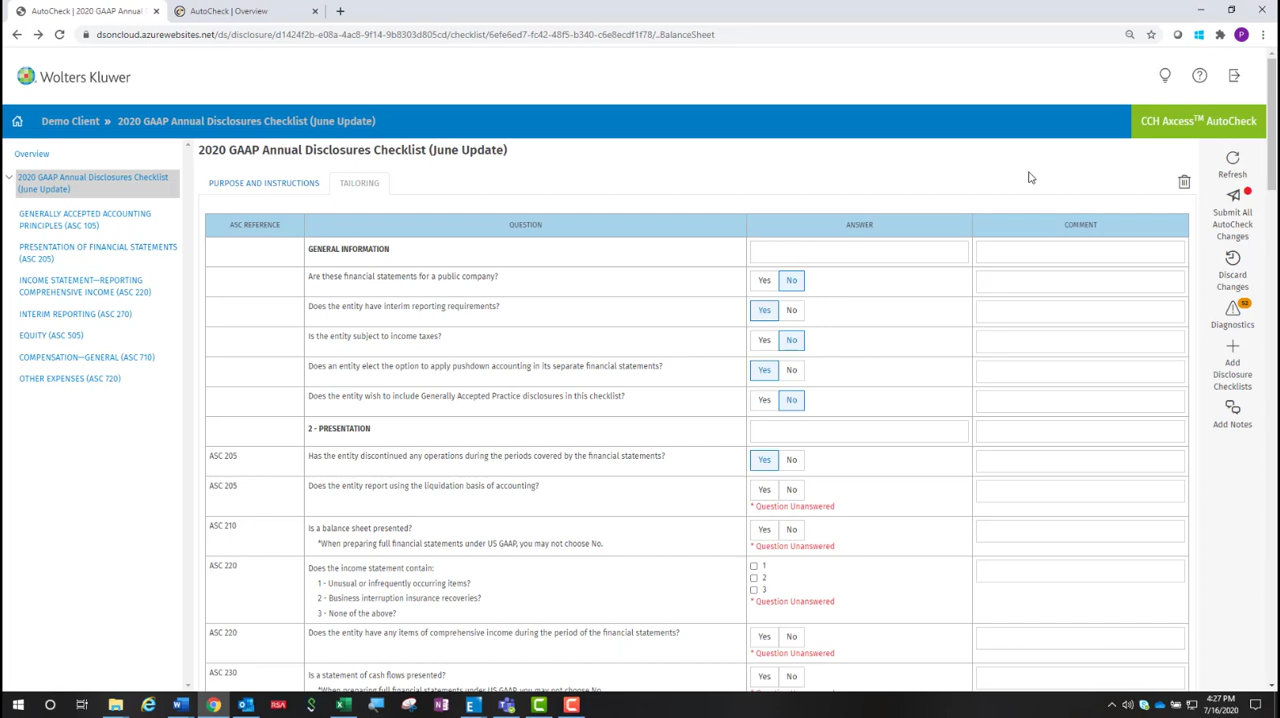 AutoCheck | 2020 GAAP Annual
AutoCheck | Overview
dsoncloud.azurewebsites.net/ds/disclosure/d1424f2b-e08a-4ac8-9f14-9b8303d805cd/checklist/6efe6ed7-fc42-48f5-b340-c6e8ecdf1f78/..BalanceSheet
P
Wolters Kluwer
Demo Client » 2020 GAAP Annual Disclosures Checklist (June Update)
CCH Axcess™ AutoCheck
Overview
2020 GAAP Annual Disclosures Checklist
(June Update)
GENERALLY ACCEPTED ACCOUNTING
PRINCIPLES (ASC 105)
PRESENTATION OF FINANCIAL STATEMENTS
(ASC 205)
INCOME STATEMENT—REPORTING
COMPREHENSIVE INCOME (ASC 220)
INTERIM REPORTING (ASC 270)
EQUITY (ASC 505)
COMPENSATION—GENERAL (ASC 710)
OTHER EXPENSES (ASC 720)
2020 GAAP Annual Disclosures Checklist (June Update)
PURPOSE AND INSTRUCTIONS
TAILORING
ASC REFERENCE QUESTION ANSWER COMMENT
GENERAL INFORMATION
Are these financial statements for a public company? Yes No
Does the entity have interim reporting requirements? Yes No
Is the entity subject to income taxes? Yes No
Does an entity elect the option to apply pushdown accounting in its separate financial statements? Yes No
Does the entity wish to include Generally Accepted Practice disclosures in this checklist? Yes No
2 - PRESENTATION
ASC 205 Has the entity discontinued any operations during the periods covered by the financial statements? Yes No
ASC 205 Does the entity report using the liquidation basis of accounting? Yes No
* Question Unanswered
ASC 210 Is a balance sheet presented? Yes No
*When preparing full financial statements under US GAAP, you may not choose No.
* Question Unanswered
ASC 220 Does the income statement contain: 1
1 - Unusual or infrequently occurring items? 2
2 - Business interruption insurance recoveries? 3
3 - None of the above?
* Question Unanswered
ASC 220 Does the entity have any items of comprehensive income during the period of the financial statements? Yes No
* Question Unanswered
ASC 230 Is a statement of cash flows presented? Yes No
*When preparing full financial statements under US GAAP, you may not choose No.
Refresh
Submit All
AutoCheck
Changes
Discard
Changes
52
Diagnostics
Add
Disclosure
Checklists
Add Notes
RSA
4:27 PM
7/16/2020